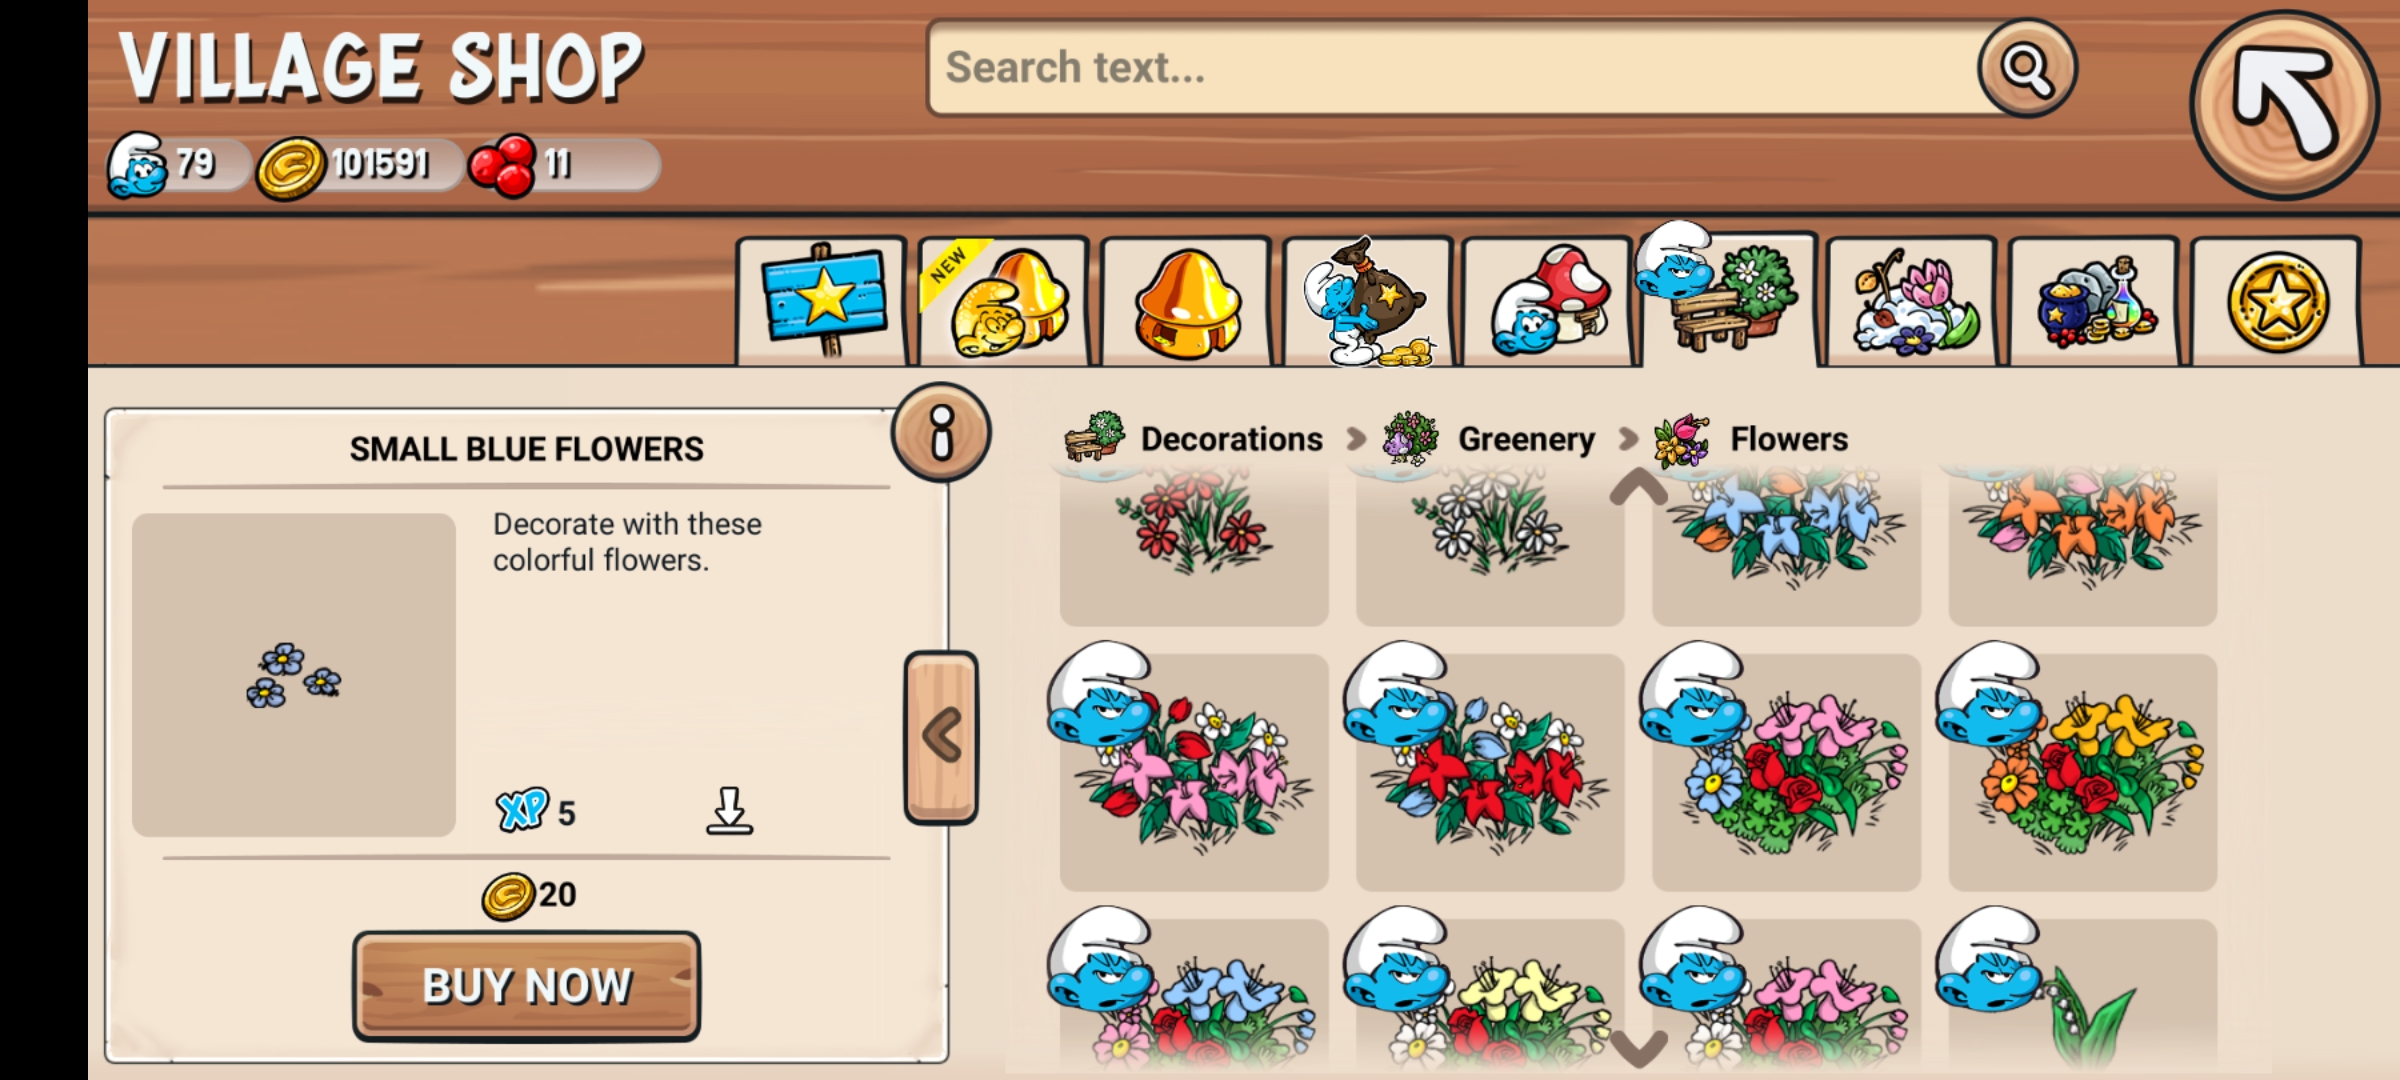 VILLAGE SHOP
Search text...
79
101591
11
NEW
SMALL BLUE FLOWERS
Decorate with these
colorful flowers.
XP 5
20
BUY NOW
Decorations > Greenery > Flowers